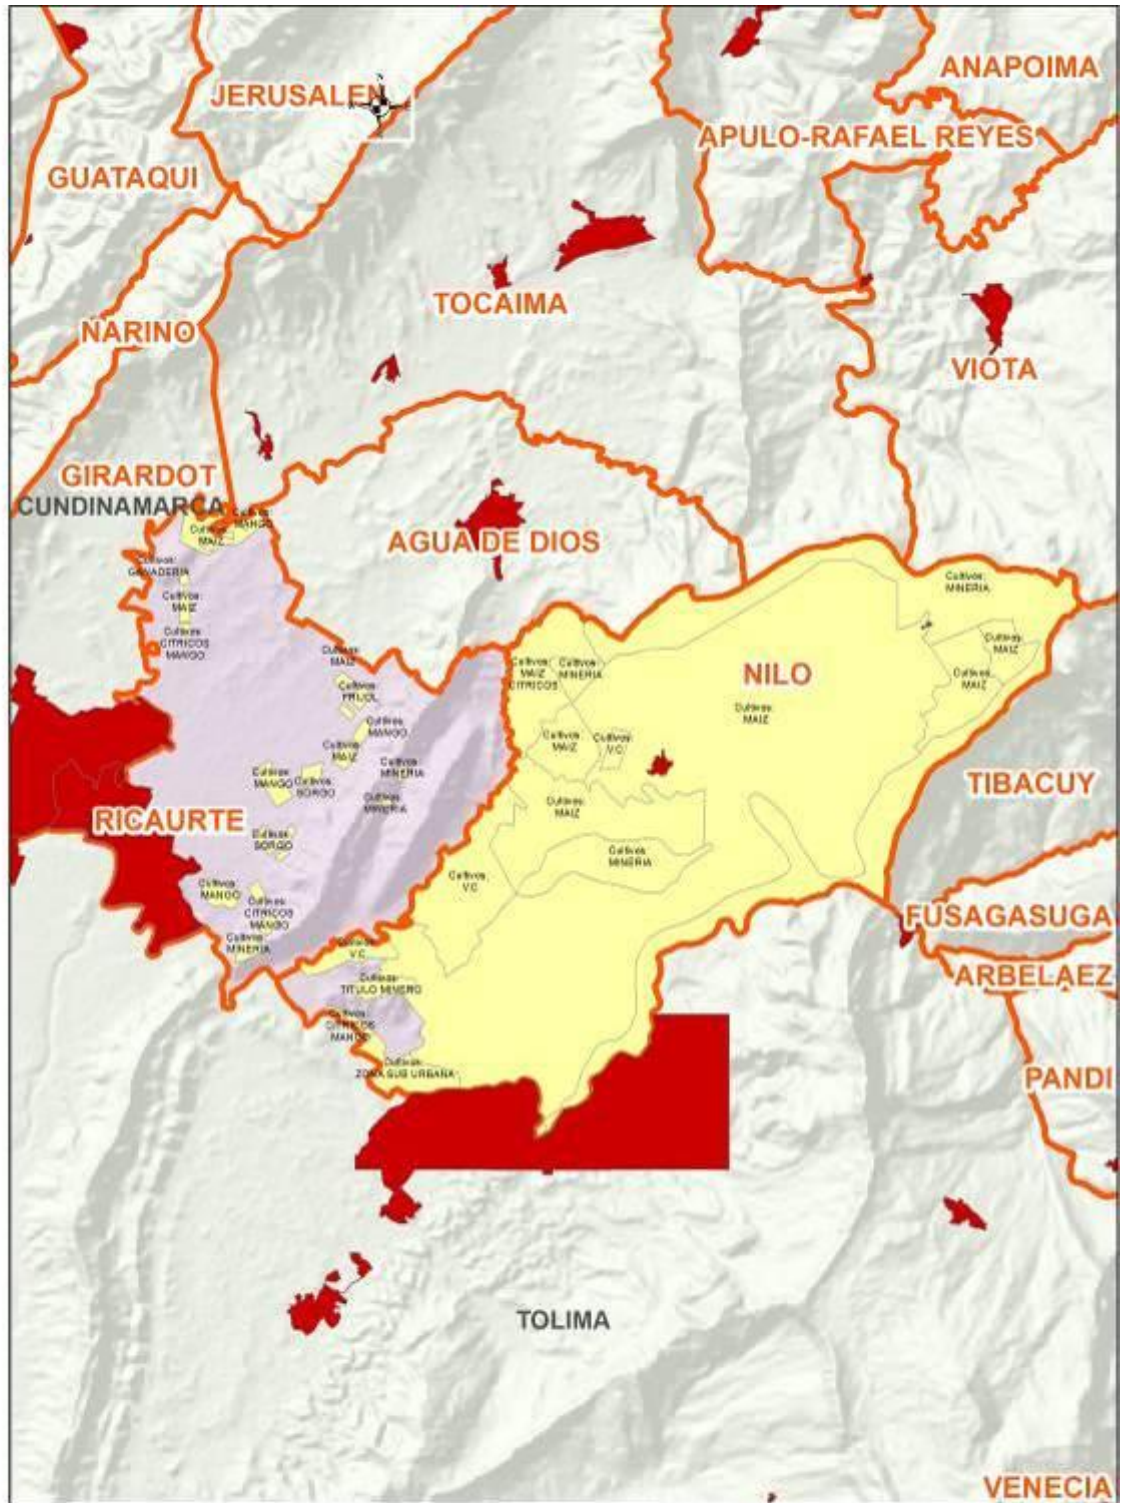 ANAPOIMA
JERUSALEN
N
APULO-RAFAEL REYES
GUATAQUI
TOCAIMA
NARINO
VIOTA
GIRARDOT
CUNDINAMARCA
Cultivos:
MANGO
Cultivos:
MAIZ
AGUA DE DIOS
Cultivos:
GANADERIA
Cultivos:
MINERIA
Cultivos:
MAIZ
Cultivos:
CITRICOS
MANGO
Cultivos:
MAIZ
Cultivos:
MAIZ
Cultivos:
MAIZ
CITRICOS
Cultivos:
MINERIA
NILO
Cultivos:
MAIZ
Cultivos:
FRIJOL
Cultivos:
MAIZ
Cultivos:
MANGO
Cultivos:
MAIZ
Cultivos:
V.C
Cultivos:
MAIZ
Cultivos:
MINERIA
Cultivos:
MANGO
Cultivos:
SORGO
TIBACUY
Cultivos:
MINERIA
Cultivos:
MAIZ
RICAURTE
Cultivos:
SORGO
Cultivos:
MINERIA
Cultivos:
V.C
Cultivos:
MANGO
Cultivos:
CITRICOS
MANGO
FUSAGASUGA
Cultivos:
MINERIA
Cultivos:
V.C
ARBELAEZ
Cultivos:
TITULO MINERO
Cultivos:
CITRICOS
MANGO
Cultivos:
ZONA SUB URBANA
PANDI
TOLIMA
VENECIA